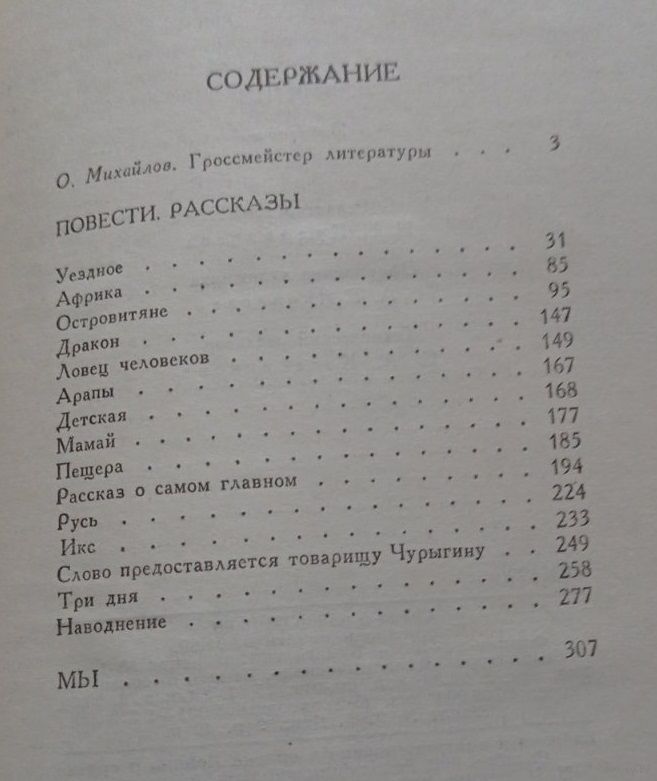 СОДЕРЖАНИЕ
О. Михайлов. Гроссмейстер литературы . . . 3
ПОВЕСТИ. РАССКАЗЫ
Уездное . . . . . . . . . . . . . . 31
Африка . . . . . . . . . . . . . . 85
Островитяне . . . . . . . . . . . . 95
Дракон . . . . . . . . . . . . . . 147
Ловец человеков . . . . . . . . . . 149
Арапы . . . . . . . . . . . . . . 167
Детская . . . . . . . . . . . . . 168
Мамай . . . . . . . . . . . . . . 177
Пещера . . . . . . . . . . . . . 185
Рассказ о самом главном . . . . . . . 194
Русь . . . . . . . . . . . . . . . 224
Икс . . . . . . . . . . . . . . . 233
Слово предоставляется товарищу Чурыгину . . 249
Три дня . . . . . . . . . . . . . 258
Наводнение . . . . . . . . . . . . 277
МЫ . . . . . . . . . . . . . . . 307